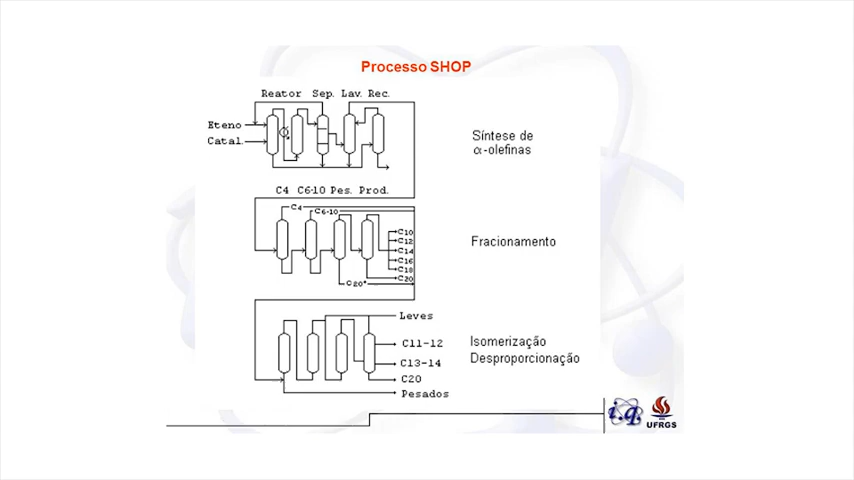 Processo SHOP
Reator Sep. Lav. Rec.
Eteno
Catal.
Síntese de
α-olefinas
C4 C6-10 Pes. Prod.
C4
C6-10
C10
C12
C14
C16
C18
C20
C20+
Fracionamento
Leves
C11-12
C13-14
C20
Pesados
Isomerização
Desproporcionação
i.q.
UFRGS